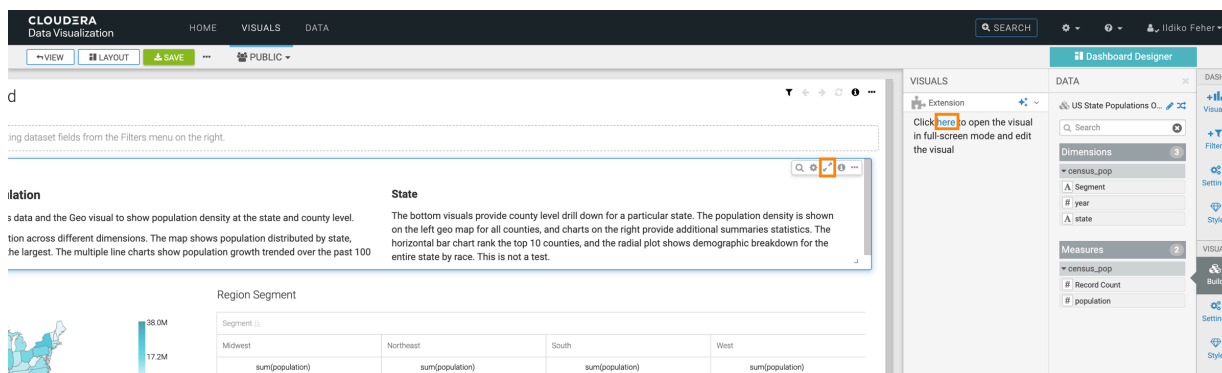 CLOUDERA
Data Visualization
HOME VISUALS DATA
SEARCH
Ildiko Feher
VIEW LAYOUT SAVE PUBLIC
Dashboard Designer
VISUALS
DATA
DASH
d
Extension
US State Populations O...
Visua
ting dataset fields from the Filters menu on the right.
Click here to open the visual
in full-screen mode and edit
the visual
Search
Filter
Dimensions 3
census_pop
Segment
year
state
Settin
Style
lation
s data and the Geo visual to show population density at the state and county level.
tion across different dimensions. The map shows population distributed by state,
the largest. The multiple line charts show population growth trended over the past 100
State
The bottom visuals provide county level drill down for a particular state. The population density is shown
on the left geo map for all counties, and charts on the right provide additional summaries statistics. The
horizontal bar chart rank the top 10 counties, and the radial plot shows demographic breakdown for the
entire state by race. This is not a test.
Measures 2
census_pop
Record Count
population
VISUA
Build
Settin
Style
Region Segment
38.0M
17.2M
Segment
Midwest Northeast South West
sum(population) sum(population) sum(population) sum(population)